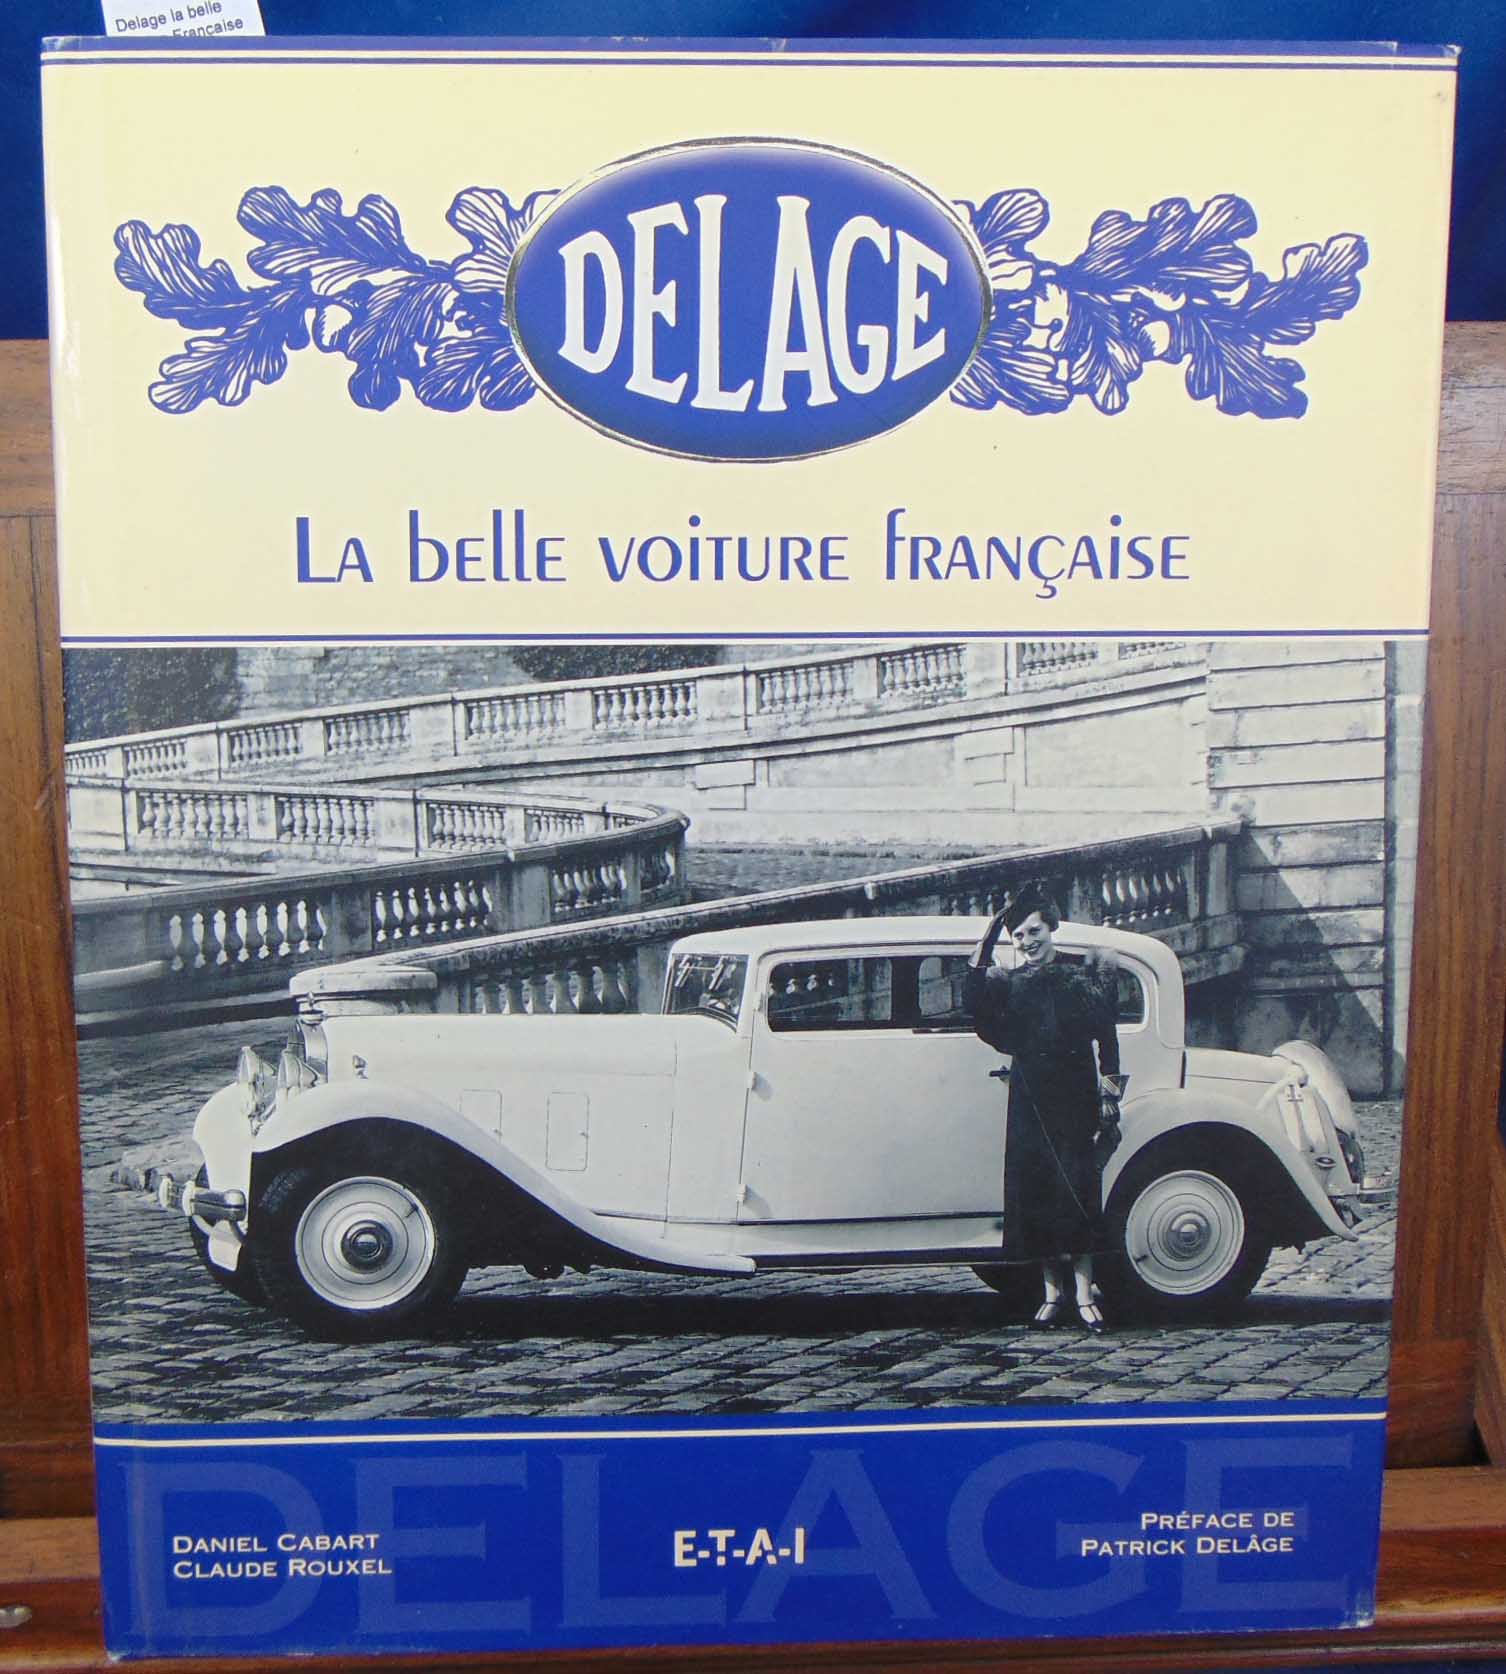 Delage la belle
Française
DELAGE
La belle voiture française
DELAGE
DANIEL CABART
CLAUDE ROUXEL
E-T-A-I
PRÉFACE DE
PATRICK DELÂGE